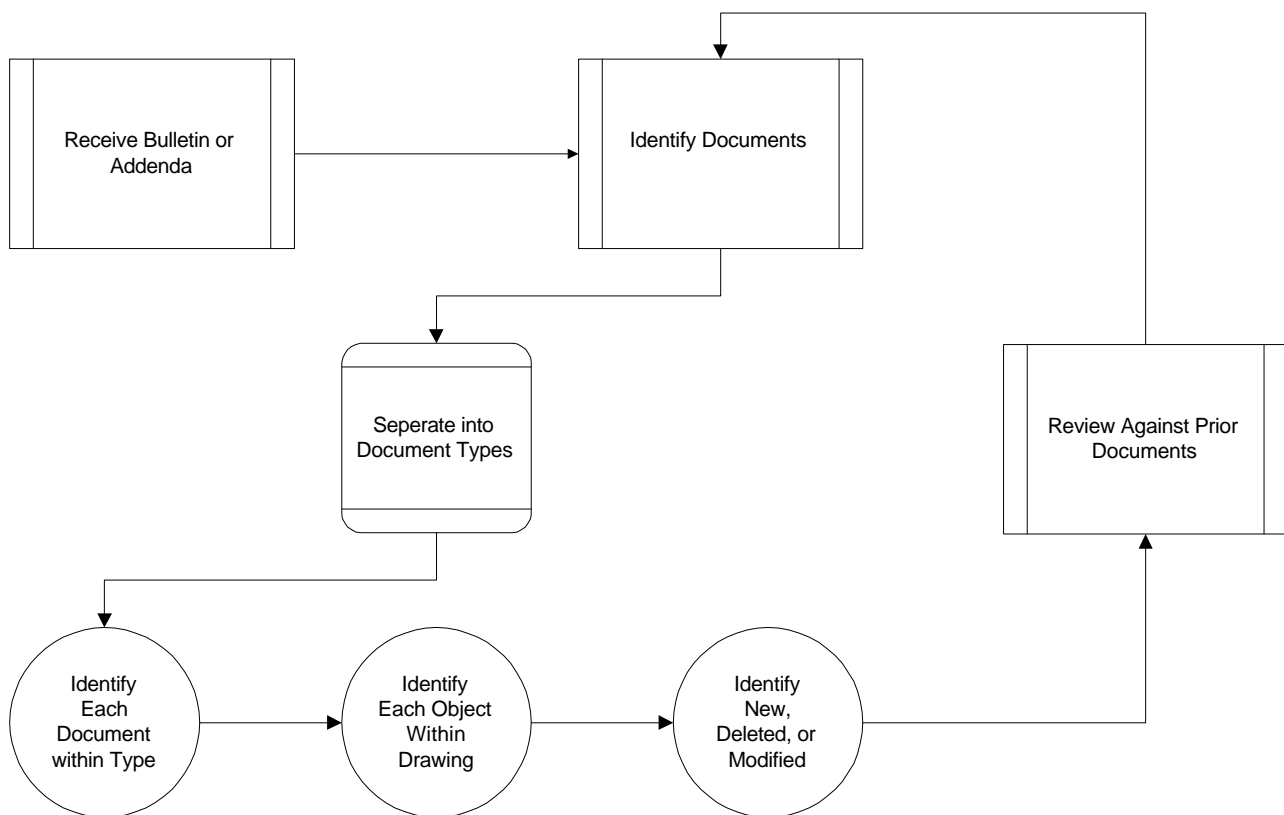 Receive Bulletin or
Addenda
Identify Documents
Seperate into
Document Types
Review Against Prior
Documents
Identify
Each
Document
within Type
Identify
Each Object
Within
Drawing
Identify
New,
Deleted, or
Modified